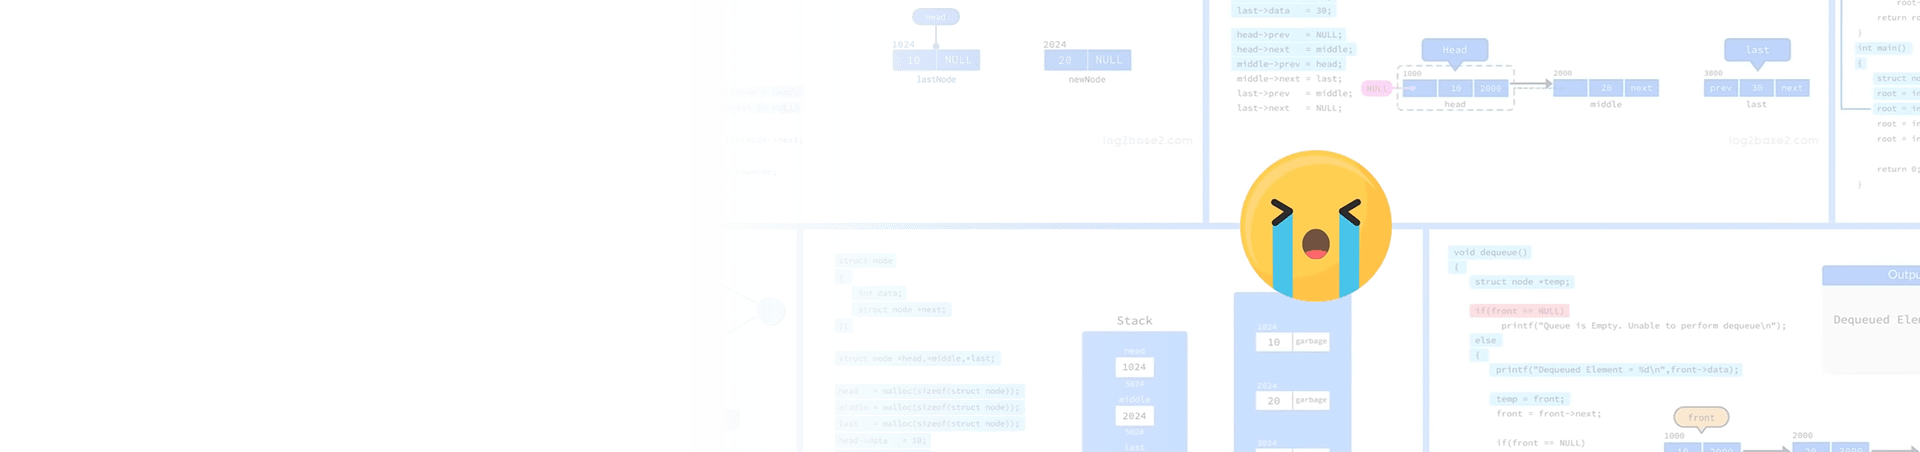 head
1024
10 NULL
lastNode
2024
20 NULL
newNode
log2base2.com
last->data = 30;
head->prev = NULL;
head->next = middle;
middle->prev = head;
middle->next = last;
last->prev = middle;
last->next = NULL;
Head
last
NULL
1000
10 2000
head
2000
20 next
middle
3000
prev 30 next
last
log2base2.com
return
}
int main()
{
return 0;
}
struct node
{
int data;
struct node *next;
};
struct node *head,*middle,*last;
head = malloc(sizeof(struct node));
middle = malloc(sizeof(struct node));
last = malloc(sizeof(struct node));
head->data = 10;
Stack
head
1024
5024
middle
2024
5028
last
1024
10 garbage
2024
20 garbage
3024
void dequeue()
{
struct node *temp;
if(front == NULL)
printf("Queue is Empty. Unable to perform dequeue\n");
else
{
printf("Dequeued Element = %d\n",front->data);
temp = front;
front = front->next;
if(front == NULL)
front
1000
10 2000
2000
20 3000
Outpu
Dequeued Ele